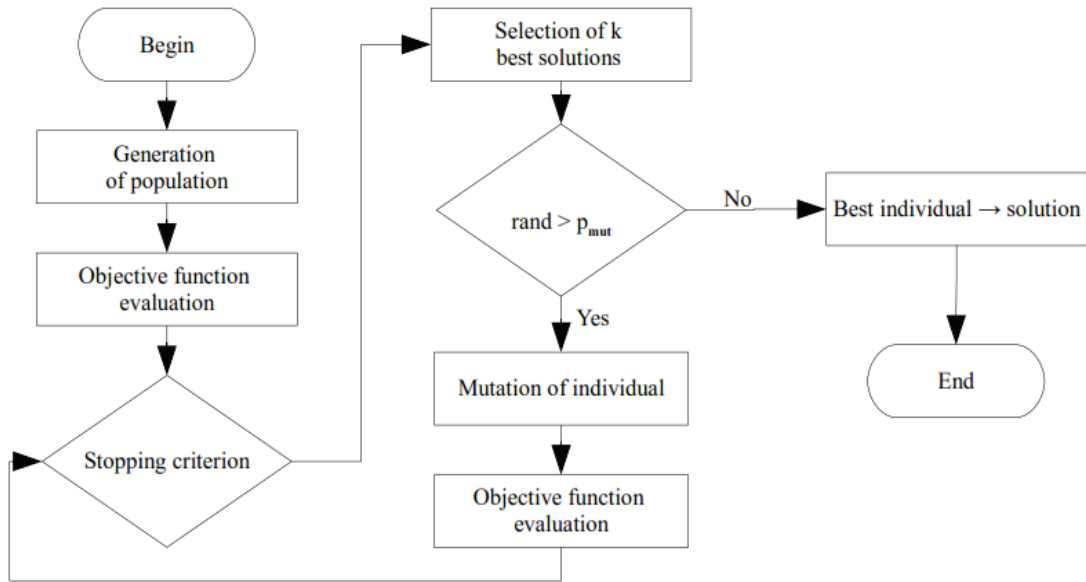 Begin
Generation
of population
Objective function
evaluation
Stopping criterion
Selection of k
best solutions
rand > pmut
No
Yes
Mutation of individual
Objective function
evaluation
Best individual → solution
End